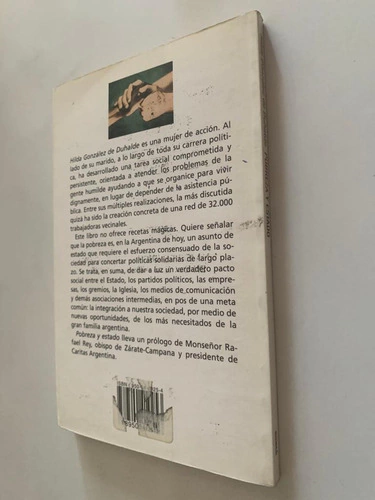 Hilda González de Duhalde es una mujer de acción. Al
lado de su marido, a lo largo de toda su carrera políti-
ca, ha desarrollado una tarea social comprometida y
persistente, orientada a atender los problemas de la
gente humilde ayudando a que se organice para vivir
dignamente, en lugar de depender de la asistencia pú-
blica. Entre sus múltiples realizaciones, la más discutida
quizá ha sido la creación concreta de una red de 32.000
trabajadoras vecinales.
Este libro no ofrece recetas mágicas. Quiere señalar
que la pobreza es, en la Argentina de hoy, un asunto de
estado que requiere el esfuerzo consensuado de la so-
ciedad para concertar políticas solidarias de largo pla-
zo. Se trata, en suma, de dar a luz un verdadero pacto
social entre el Estado, los partidos políticos, las empre-
sas, los gremios, la Iglesia, los medios de comunicación
y demás asociaciones intermedias, en pos de una meta
común: la integración a nuestra sociedad, por medio de
nuevas oportunidades, de los más necesitados de la
gran familia argentina.
Pobreza y estado lleva un prólogo de Monseñor Ra-
fael Rey, obispo de Zárate-Campana y presidente de
Caritas Argentina.